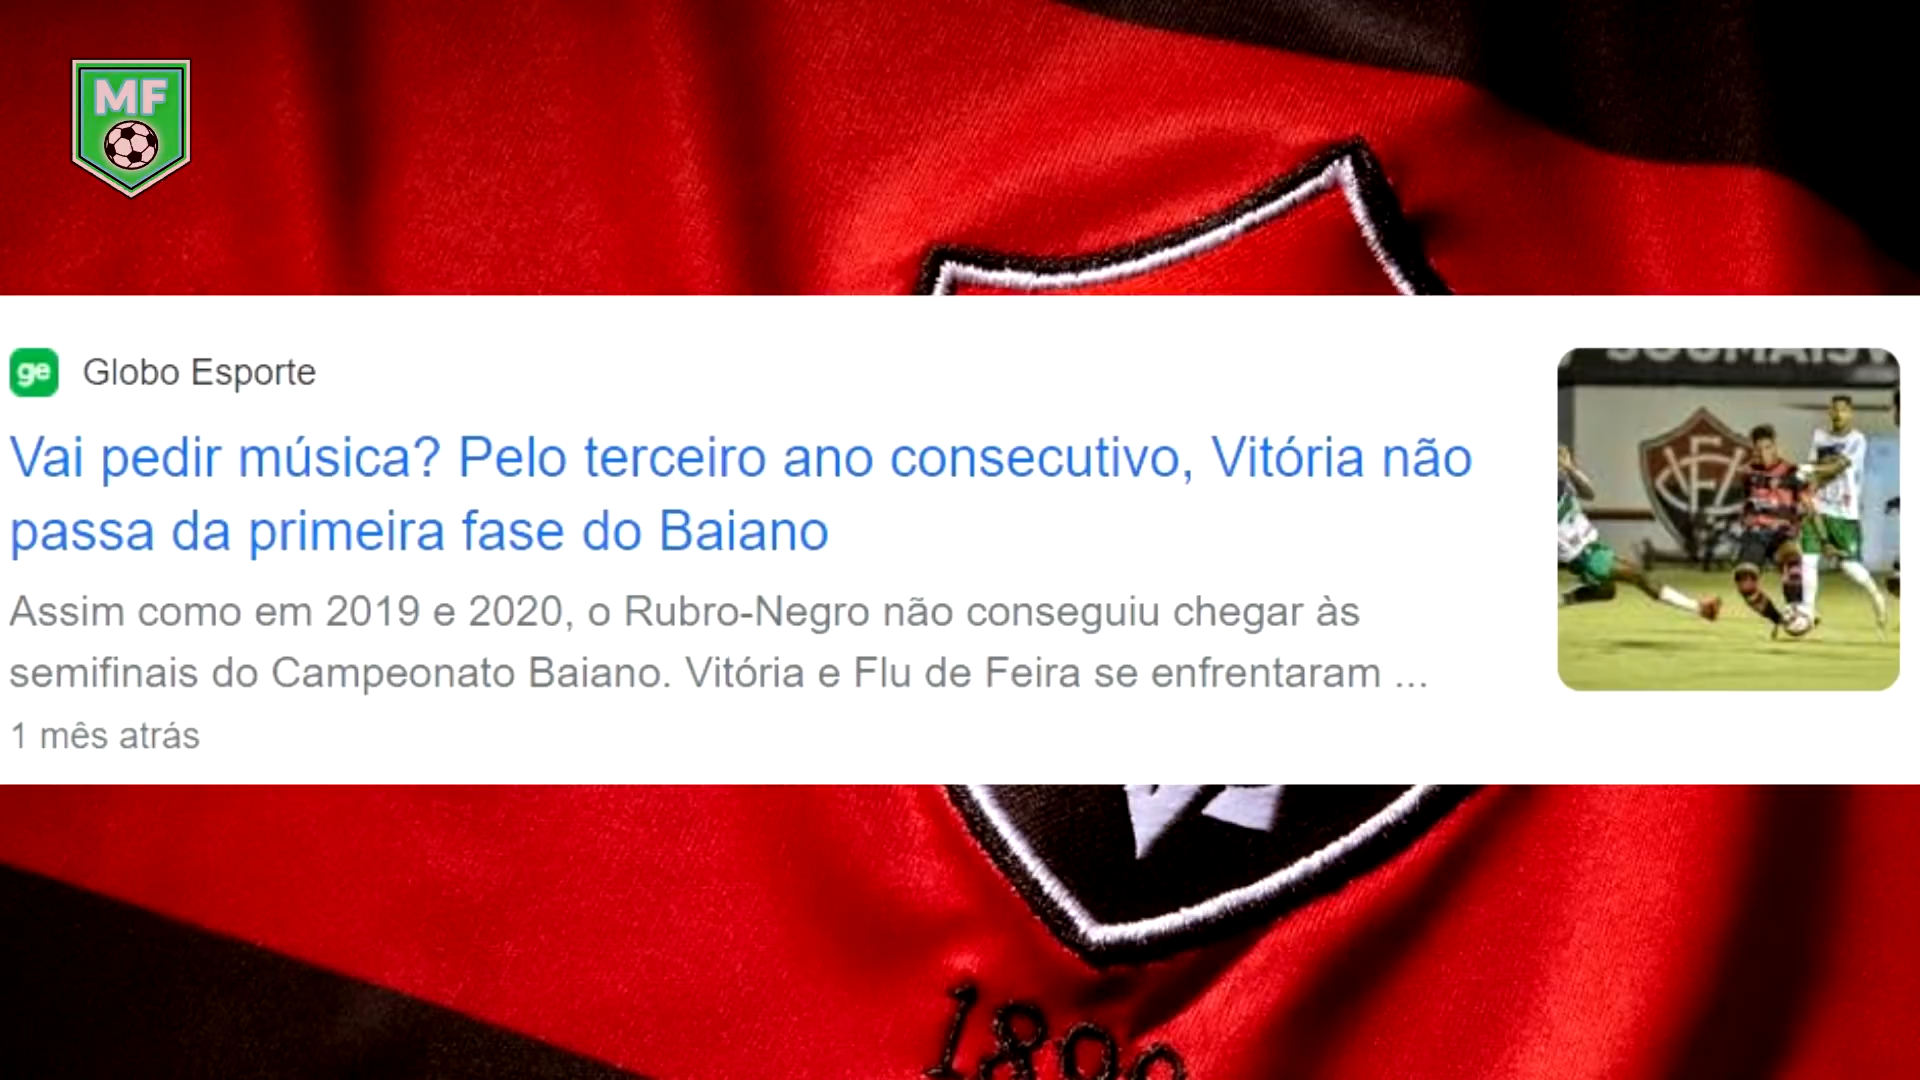 MF
ge Globo Esporte
Vai pedir música? Pelo terceiro ano consecutivo, Vitória não
passa da primeira fase do Baiano
Assim como em 2019 e 2020, o Rubro-Negro não conseguiu chegar às
semifinais do Campeonato Baiano. Vitória e Flu de Feira se enfrentaram ...
1 mês atrás